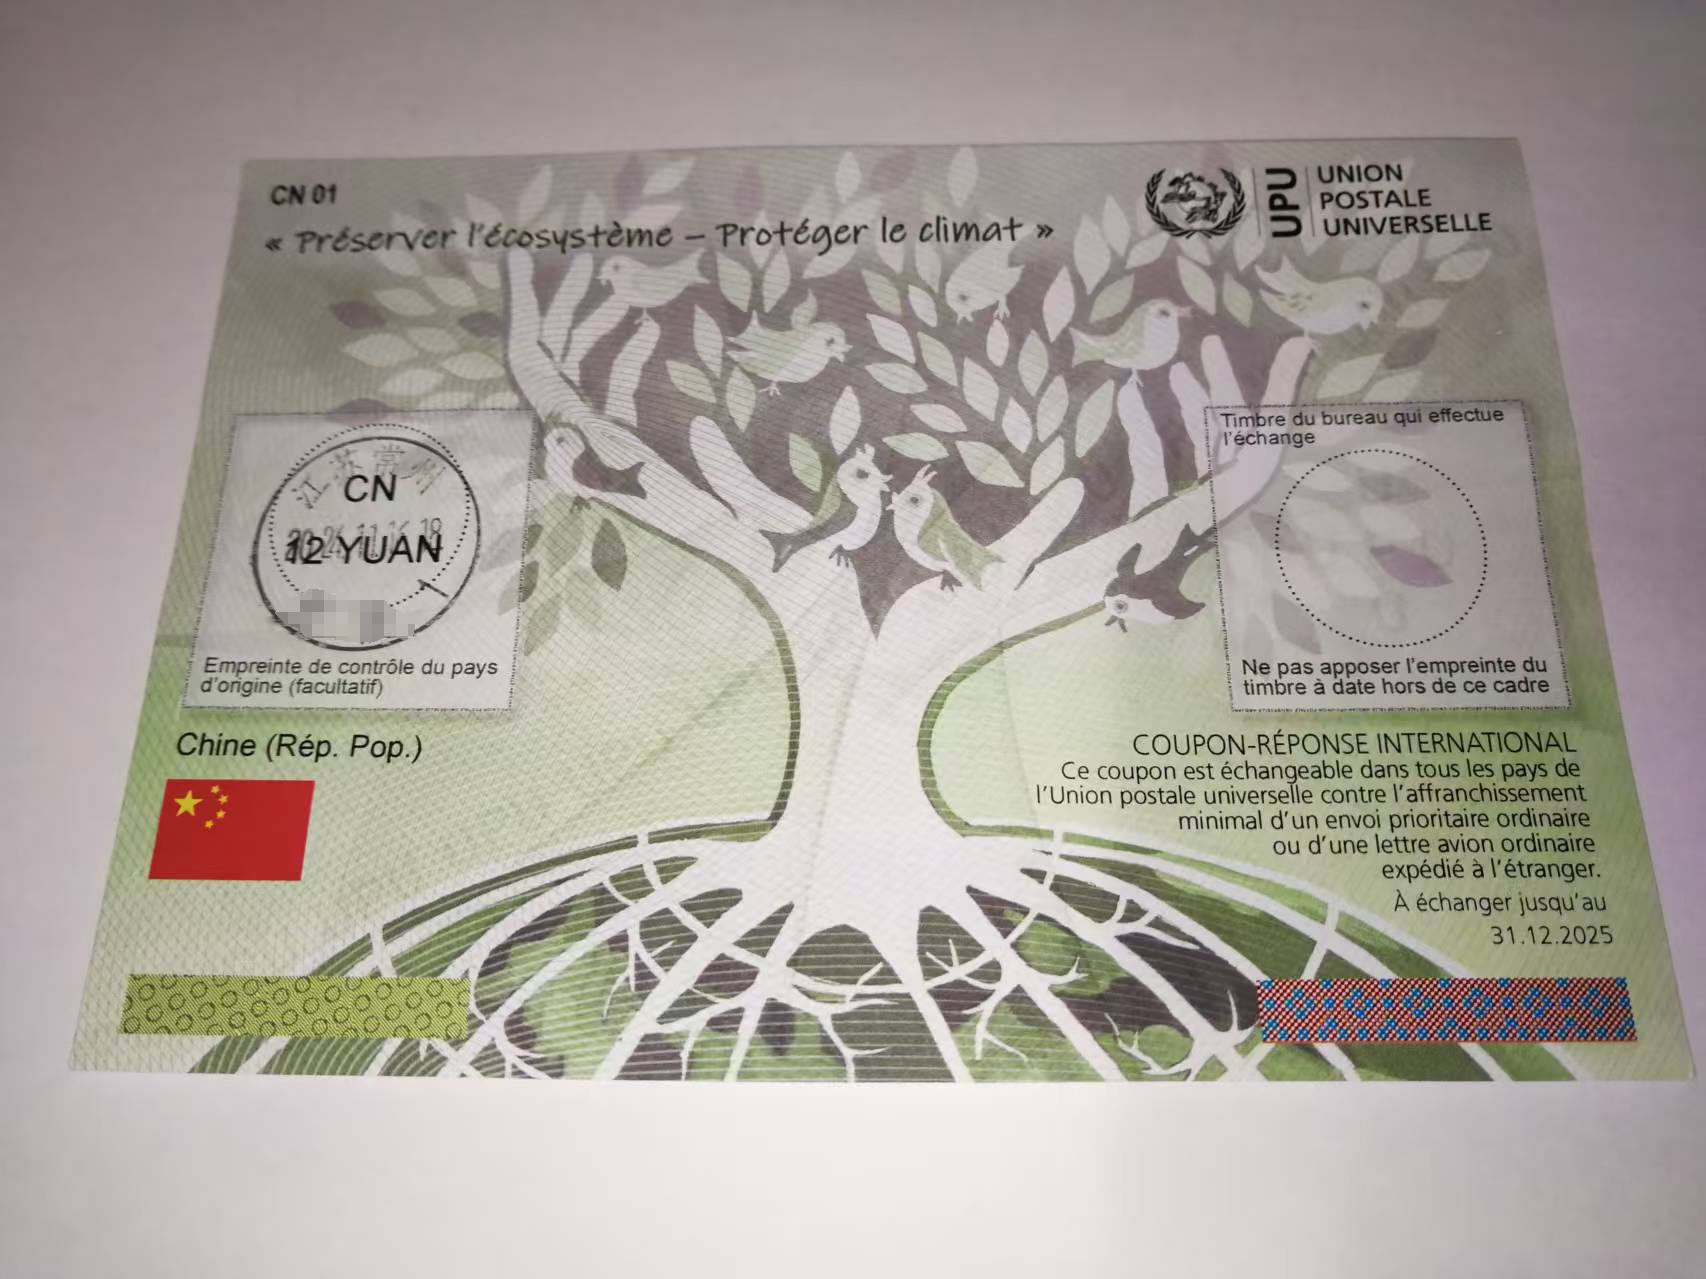 CN 01
« Préserver l'écosystème – Protéger le climat »
UPU
UNION
POSTALE
UNIVERSELLE
江苏常州
CN
12 YUAN
Empreinte de contrôle du pays
d'origine (facultatif)
Timbre du bureau qui effectue
l'échange
Ne pas apposer l'empreinte du
timbre à date hors de ce cadre
Chine (Rép. Pop.)
COUPON-RÉPONSE INTERNATIONAL
Ce coupon est échangeable dans tous les pays de
l'Union postale universelle contre l'affranchissement
minimal d'un envoi prioritaire ordinaire
ou d'une lettre avion ordinaire
expédié à l'étranger.
À échanger jusqu'au
31.12.2025